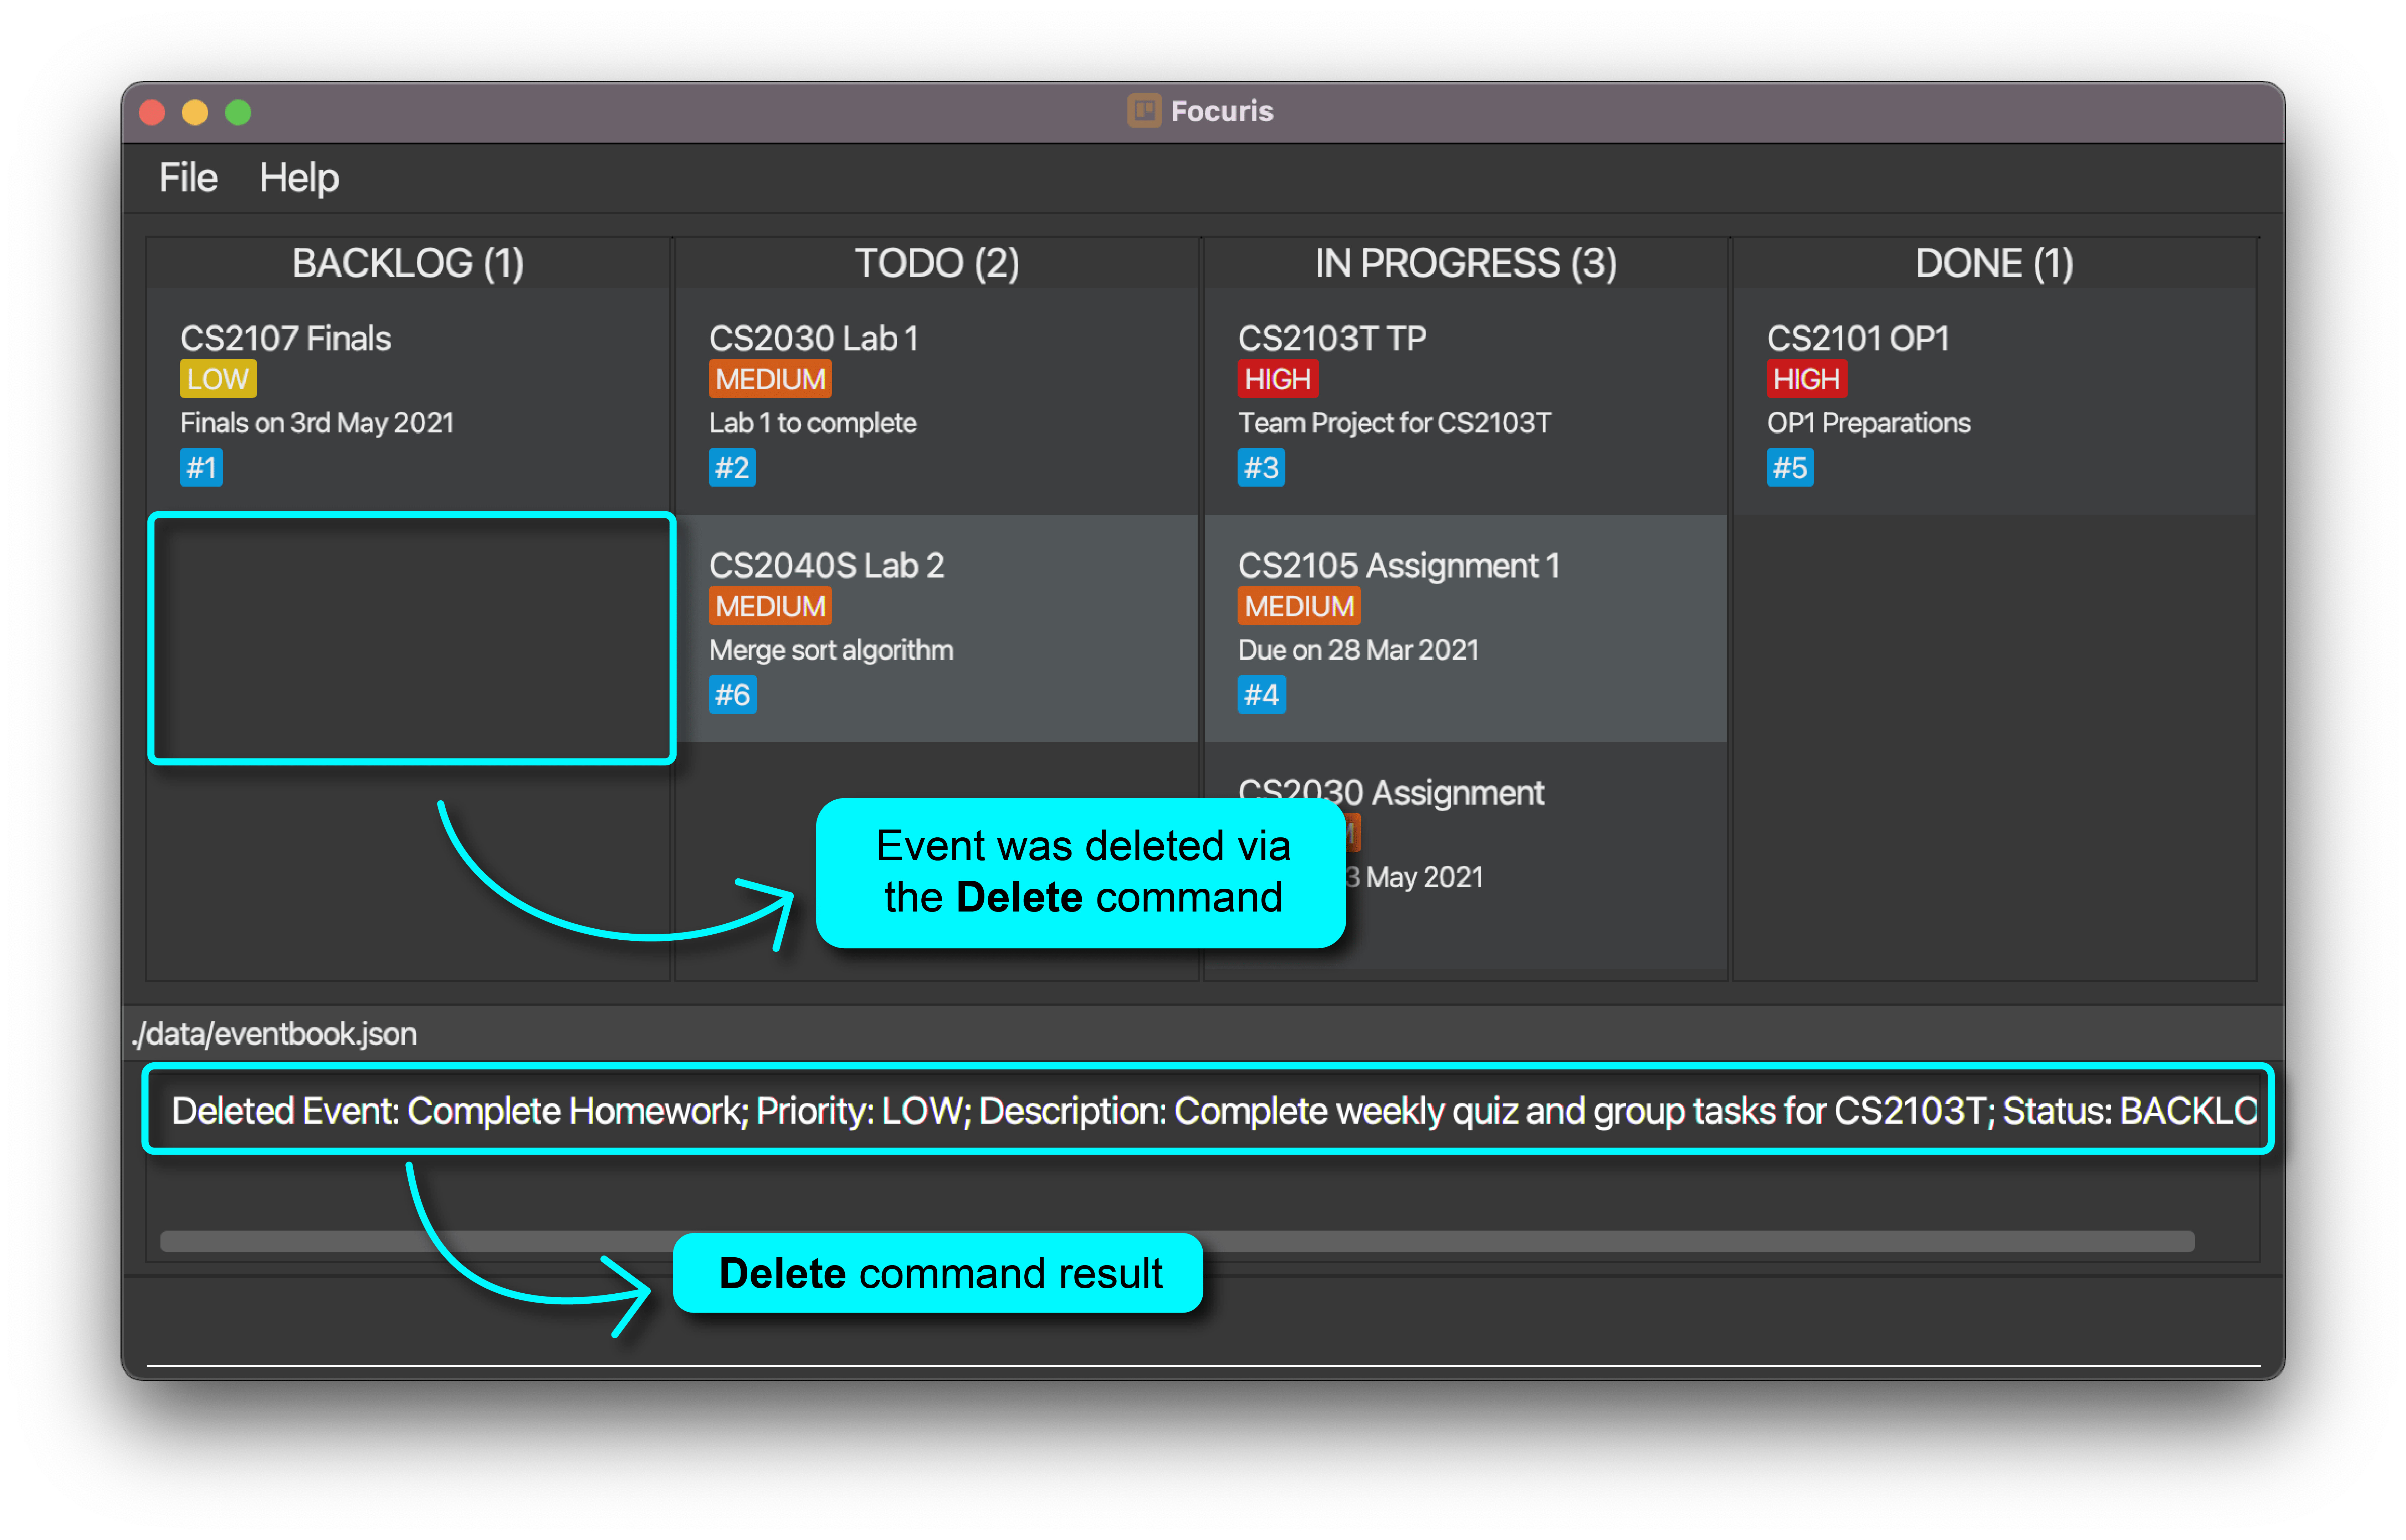 Focuris
File Help
BACKLOG (1)
CS2107 Finals
LOW
Finals on 3rd May 2021
#1
TODO (2)
CS2030 Lab 1
MEDIUM
Lab 1 to complete
#2
CS2040S Lab 2
MEDIUM
Merge sort algorithm
#6
IN PROGRESS (3)
CS2103T TP
HIGH
Team Project for CS2103T
#3
CS2105 Assignment 1
MEDIUM
Due on 28 Mar 2021
#4
CS2030 Assignment
May 2021
DONE (1)
CS2101 OP1
HIGH
OP1 Preparations
#5
Event was deleted via
the Delete command
./data/eventbook.json
Deleted Event: Complete Homework; Priority: LOW; Description: Complete weekly quiz and group tasks for CS2103T; Status: BACKLO
Delete command result